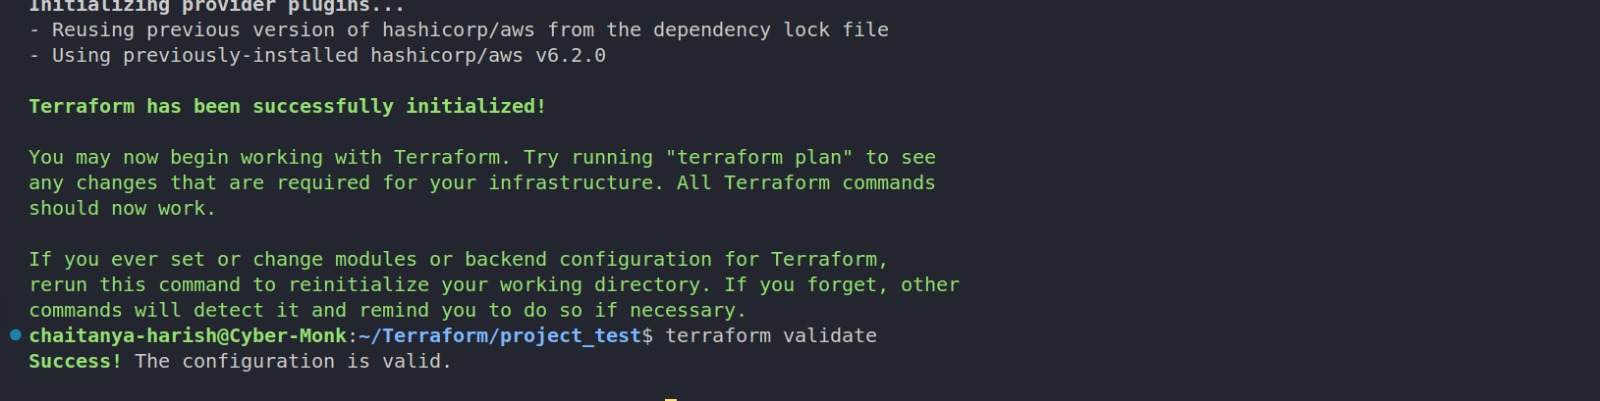 Initializing provider plugins...
- Reusing previous version of hashicorp/aws from the dependency lock file
- Using previously-installed hashicorp/aws v6.2.0
Terraform has been successfully initialized!
You may now begin working with Terraform. Try running "terraform plan" to see
any changes that are required for your infrastructure. All Terraform commands
should now work.
If you ever set or change modules or backend configuration for Terraform,
rerun this command to reinitialize your working directory. If you forget, other
commands will detect it and remind you to do so if necessary.
chaitanya-harish@Cyber-Monk:~/Terraform/project_test$ terraform validate
Success! The configuration is valid.